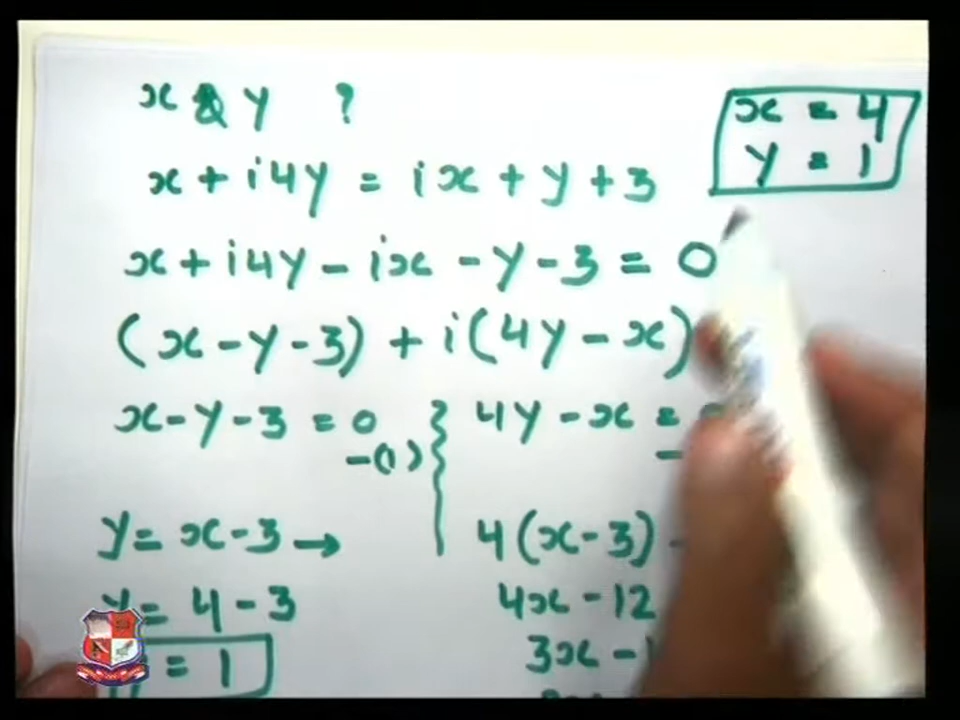 x & y ?
x = 4
y = 1
x + i4y = ix + y + 3
x + i4y - ix - y - 3 = 0
(x - y - 3) + i(4y - x)
x - y - 3 = 0
-(1)
4y - x =
y = x - 3 →
4(x - 3)
y = 4 - 3
4x - 12
= 1
3x -